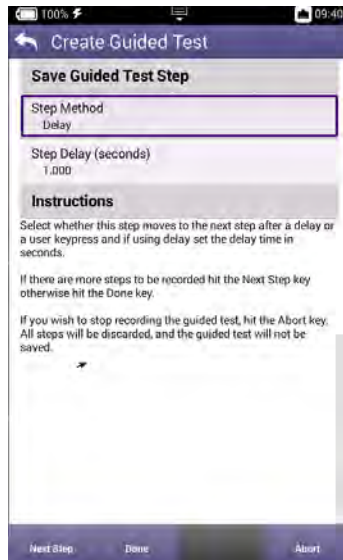 100% 09:40
Create Guided Test
Save Guided Test Step
Step Method
Delay
Step Delay (seconds)
1.000
Instructions
Select whether this step moves to the next step after a delay or
a user keypress and if using delay set the delay time in
seconds.
If there are more steps to be recorded hit the Next Step key
otherwise hit the Done key.
If you wish to stop recording the guided test, hit the Abort key.
All steps will be discarded, and the guided test will not be
saved.
Next Step Done Abort